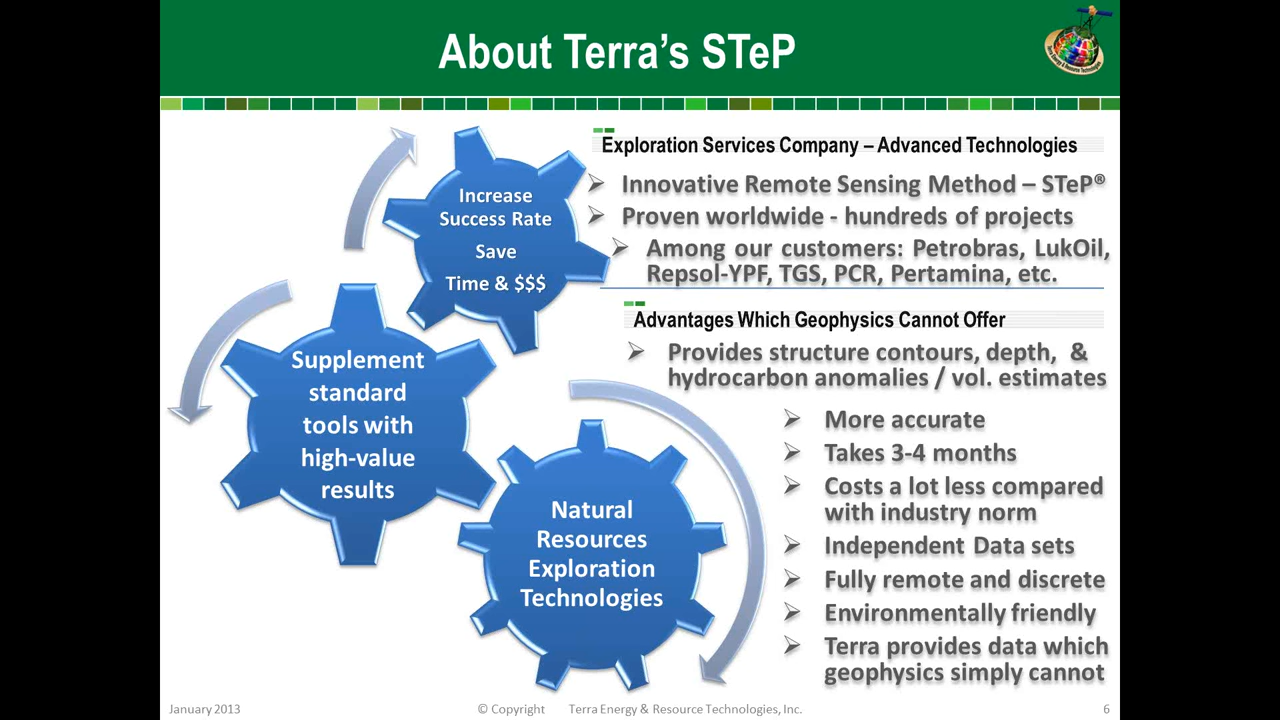 About Terra's STeP
Exploration Services Company – Advanced Technologies
Innovative Remote Sensing Method – STeP®
Proven worldwide - hundreds of projects
Among our customers: Petrobras, LukOil,
Repsol-YPF, TGS, PCR, Pertamina, etc.
Increase
Success Rate
Save
Time & $$$
Advantages Which Geophysics Cannot Offer
Provides structure contours, depth, &
hydrocarbon anomalies / vol. estimates
More accurate
Takes 3-4 months
Costs a lot less compared
with industry norm
Independent Data sets
Fully remote and discrete
Environmentally friendly
Terra provides data which
geophysics simply cannot
Supplement
standard
tools with
high-value
results
Natural
Resources
Exploration
Technologies
January 2013
© Copyright Terra Energy & Resource Technologies, Inc.
6
Terra Energy & Resource Technologies